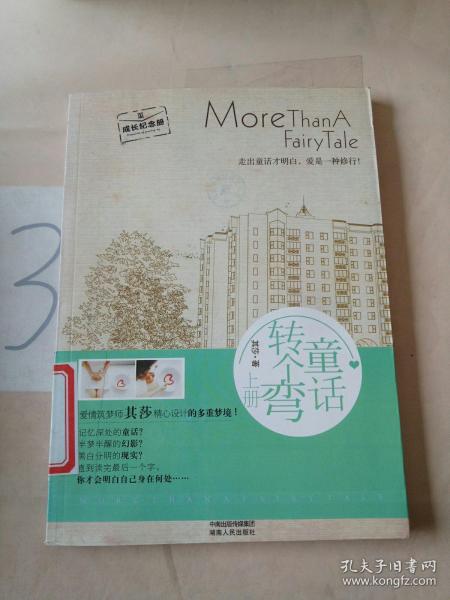 3
成长纪念册
More Than A
Fairy Tale
走出童话才明白，爱是一种修行！
童话
转个弯
上册
其莎·著
爱情筑梦师其莎精心设计的多重梦境！
记忆深处的童话？
半梦半醒的幻影？
黑白分明的现实？
直到读完最后一个字，
你才会明白自己身在何处……
MORE THAN A FAIRY TALE
中南出版传媒集团
湖南人民出版社
孔夫子旧书网
www.kongfz.com